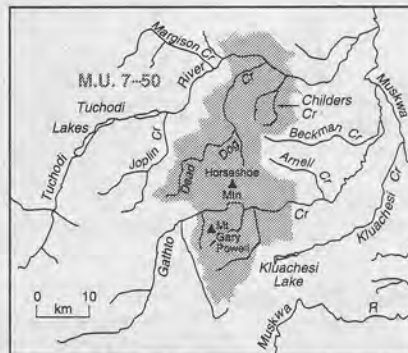 Margison Cr
M.U. 7-50
River
Cr
Muskwa
Tuchodi
Lakes
Childers
Cr
Tuchodi
Joplin Cr
Dead Dog
Beckman Cr
Arnell Cr
Horseshoe
Mtn
Cr
Kluachesi Cr
Mt.
Gary
Powell
Gathto
Kluachesi
Lake
0 10
km
Muskwa
R